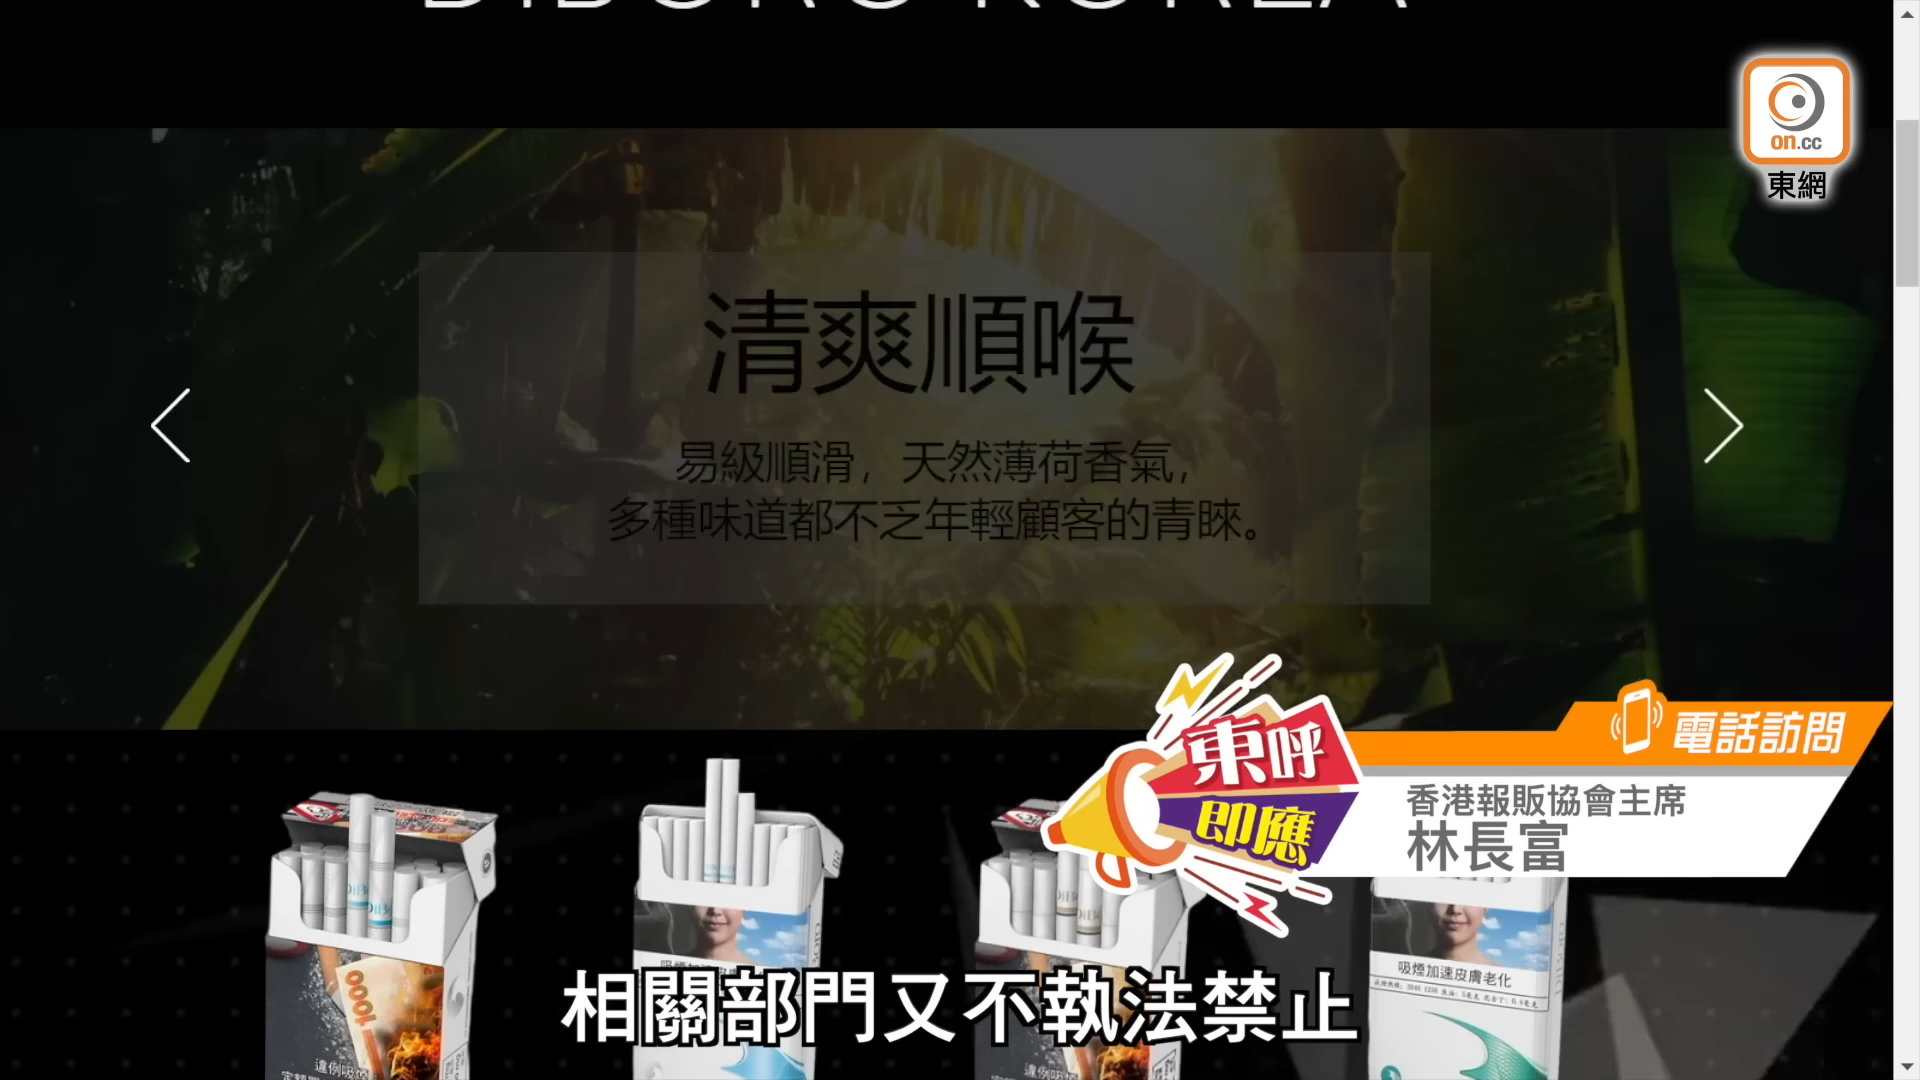 DIBORO KOREA
on.cc
東網
清爽順喉
易級順滑，天然薄荷香氣，
多種味道都不乏年輕顧客的青睞。
東呼
即應
電話訪問
香港報販協會主席
林長富
吸煙加速皮膚老化
1000
相關部門又不執法禁止